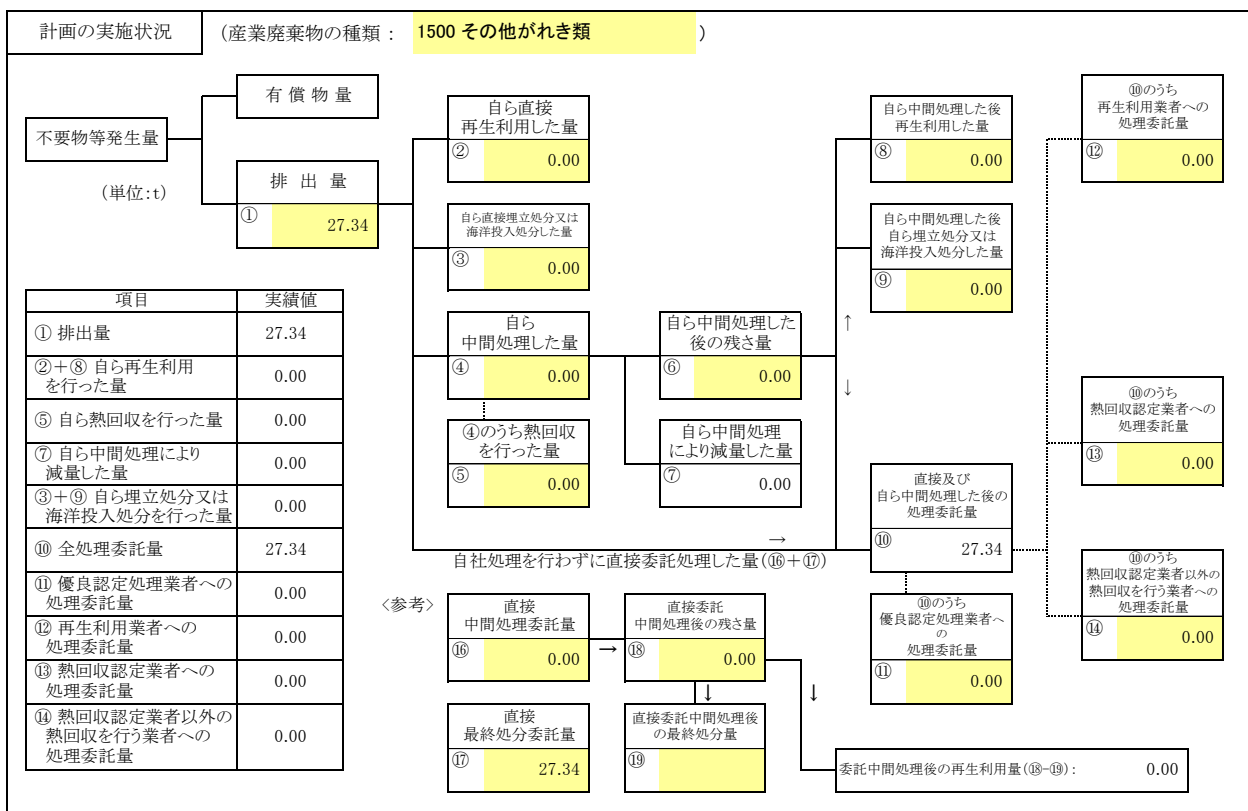 計画の実施状況
(産業廃棄物の種類： 1500 その他がれき類 )
不要物等発生量
(単位:t)
有 償 物 量
排 出 量
① 27.34
自ら直接
再生利用した量
② 0.00
自ら直接埋立処分又は
海洋投入処分した量
③ 0.00
自ら
中間処理した量
④ 0.00
④のうち熱回収
を行った量
⑤ 0.00
自ら中間処理した
後の残さ量
⑥ 0.00
自ら中間処理
により減量した量
⑦ 0.00
自ら中間処理した後
再生利用した量
⑧ 0.00
自ら中間処理した後
自ら埋立処分又は
海洋投入処分した量
⑨ 0.00
↑
↓
直接及び
自ら中間処理した後の
処理委託量
⑩ 27.34
⑩のうち
優良認定処理業者へ
の
処理委託量
⑪ 0.00
⑩のうち
再生利用業者への
処理委託量
⑫ 0.00
⑩のうち
熱回収認定業者への
処理委託量
⑬ 0.00
⑩のうち
熱回収認定業者以外の
熱回収を行う業者への
処理委託量
⑭ 0.00
→
自社処理を行わずに直接委託処理した量(⑯＋⑰)
<参考>
直接
中間処理委託量
⑯ 0.00
→
直接委託
中間処理後の残さ量
⑱ 0.00
↓
↓
直接
最終処分委託量
⑰ 27.34
直接委託中間処理後
の最終処分量
⑲
委託中間処理後の再生利用量(⑱-⑲)： 0.00
項目 実績値
① 排出量 27.34
②＋⑧ 自ら再生利用
を行った量 0.00
⑤ 自ら熱回収を行った量 0.00
⑦ 自ら中間処理により
減量した量 0.00
③＋⑨ 自ら埋立処分又は
海洋投入処分を行った量 0.00
⑩ 全処理委託量 27.34
⑪ 優良認定処理業者への
処理委託量 0.00
⑫ 再生利用業者への
処理委託量 0.00
⑬ 熱回収認定業者への
処理委託量 0.00
⑭ 熱回収認定業者以外の
熱回収を行う業者への
処理委託量 0.00